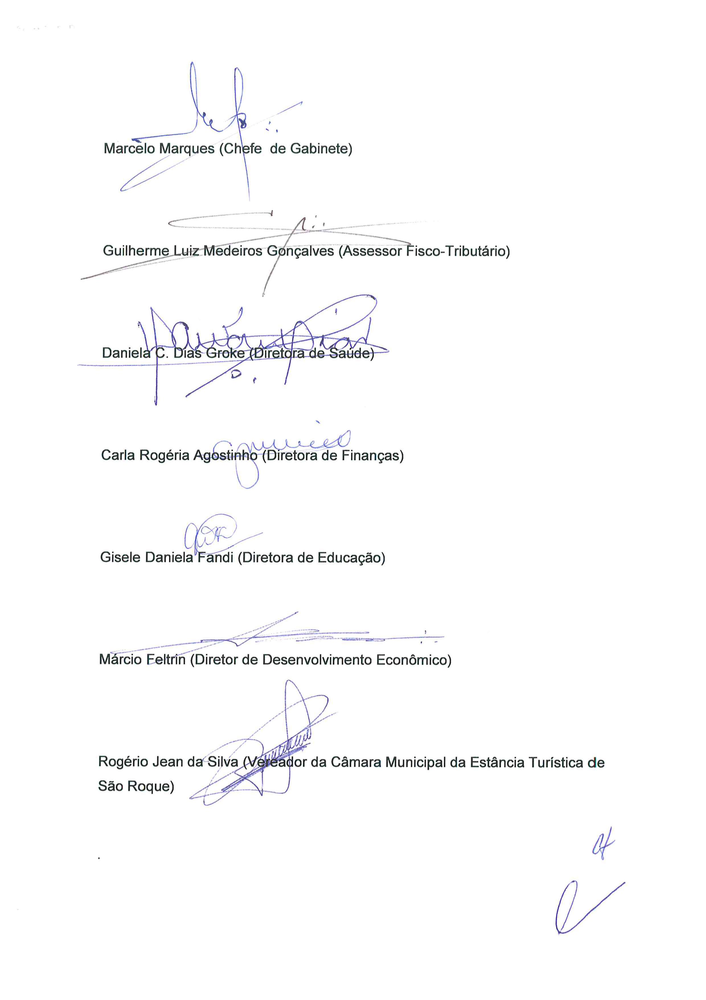 Marcelo Marques (Chefe de Gabinete)
Guilherme Luiz Medeiros Gonçalves (Assessor Fisco-Tributário)
Daniela C. Dias Groke (Diretora de Saúde)
Carla Rogéria Agostinho (Diretora de Finanças)
Gisele Daniela Fandi (Diretora de Educação)
Márcio Feltrin (Diretor de Desenvolvimento Econômico)
Rogério Jean da Silva (Vereador da Câmara Municipal da Estância Turística de
São Roque)
.